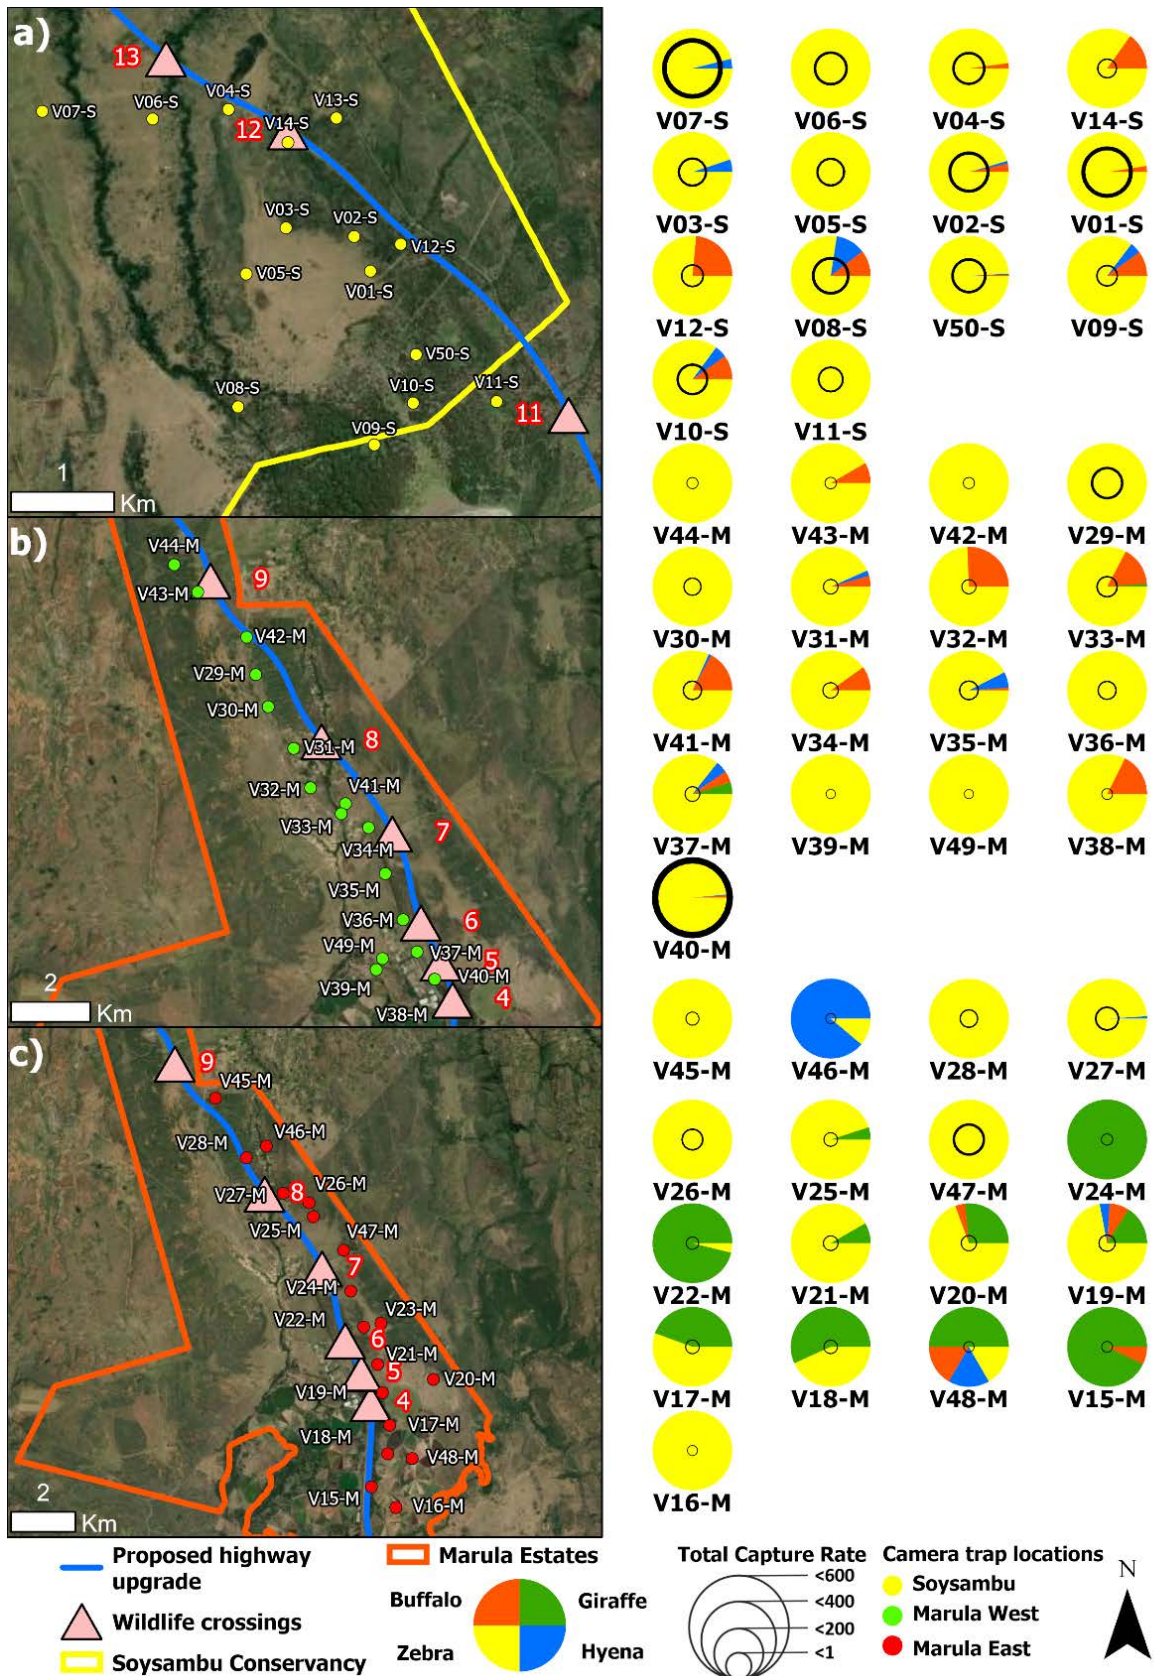 a)
13
V07-S
V06-S
V04-S
12
V14-S
V13-S
V03-S
V02-S
V12-S
V05-S
V01-S
V50-S
V08-S
V10-S
V11-S
11
V09-S
1
Km
b)
V44-M
9
V43-M
V42-M
V29-M
V30-M
V31-M
8
V32-M
V41-M
V33-M
7
V34-M
V35-M
V36-M
6
V49-M
V37-M
5
V39-M
V40-M
4
V38-M
2
Km
c)
9
V45-M
V28-M
V46-M
V27-M
8
V26-M
V25-M
V47-M
7
V24-M
V22-M
V23-M
6
V21-M
5
V19-M
V20-M
4
V18-M
V17-M
V48-M
V15-M
V16-M
2
Km
V07-S V06-S V04-S V14-S
V03-S V05-S V02-S V01-S
V12-S V08-S V50-S V09-S
V10-S V11-S
V44-M V43-M V42-M V29-M
V30-M V31-M V32-M V33-M
V41-M V34-M V35-M V36-M
V37-M V39-M V49-M V38-M
V40-M
V45-M V46-M V28-M V27-M
V26-M V25-M V47-M V24-M
V22-M V21-M V20-M V19-M
V17-M V18-M V48-M V15-M
V16-M
Proposed highway
upgrade
Wildlife crossings
Soysambu Conservancy
Marula Estates
Buffalo
Giraffe
Zebra
Hyena
Total Capture Rate
<600
<400
<200
<1
Camera trap locations
Soysambu
Marula West
Marula East
N